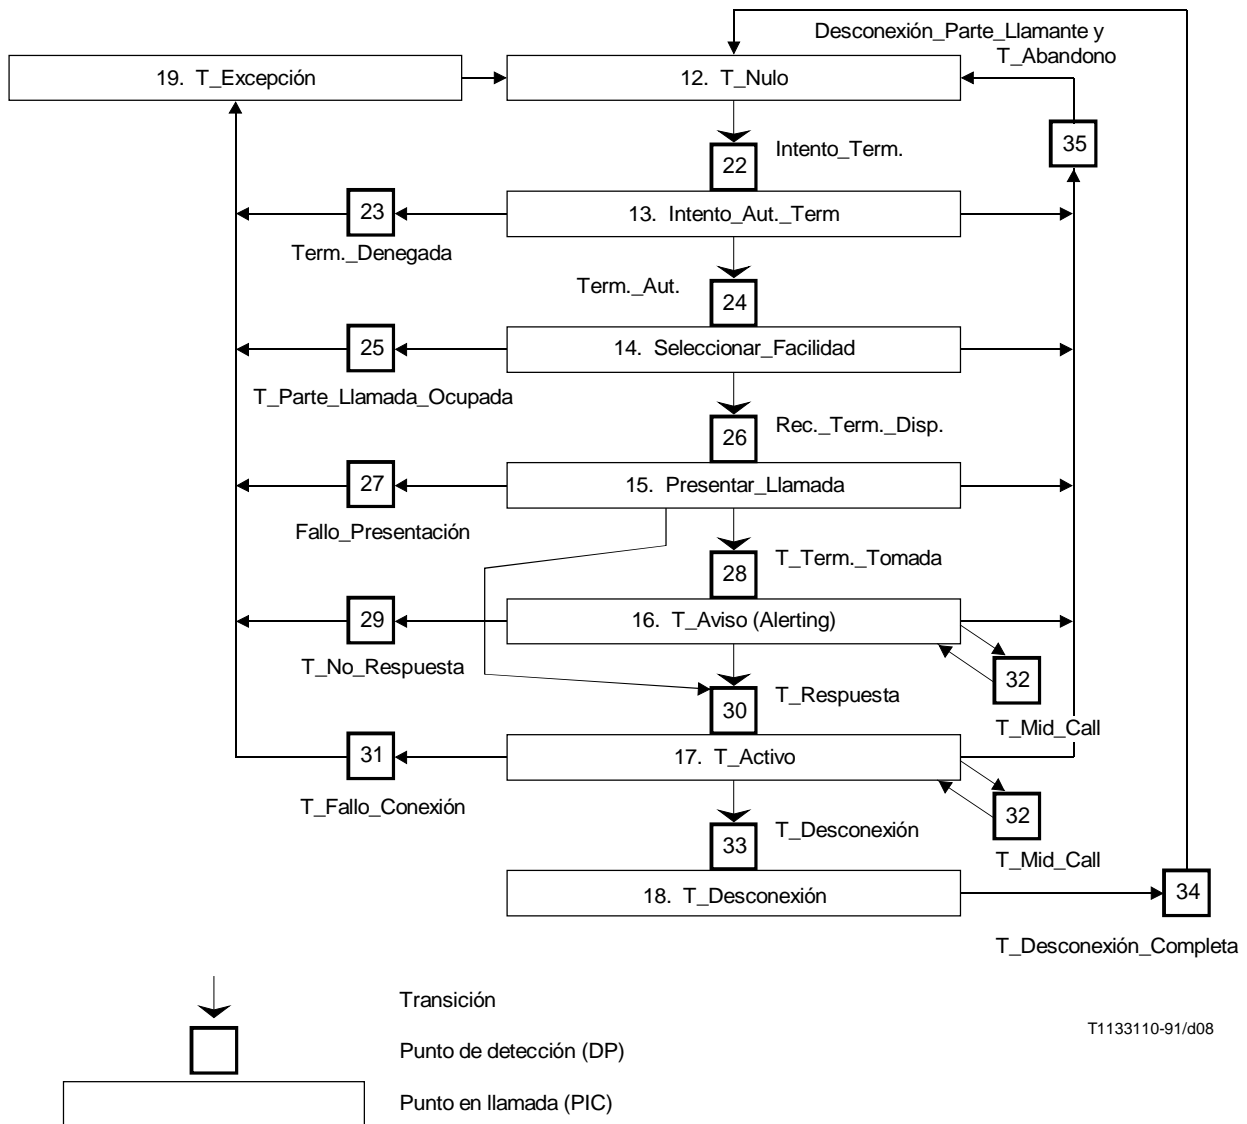 Desconexión_Parte_Llamante y
T_Abandono
19. T_Excepción
12. T_Nulo
35
Intento_Term.
22
23
13. Intento_Aut._Term
Term._Denegada
Term._Aut.
24
25
14. Seleccionar_Facilidad
T_Parte_Llamada_Ocupada
Rec._Term._Disp.
26
27
15. Presentar_Llamada
Fallo_Presentación
T_Term._Tomada
28
29
16. T_Aviso (Alerting)
T_No_Respuesta
32
T_Respuesta
30
T_Mid_Call
31
17. T_Activo
T_Fallo_Conexión
32
T_Desconexión
33
T_Mid_Call
18. T_Desconexión
34
T_Desconexión_Completa
Transición
T1133110-91/d08
Punto de detección (DP)
Punto en llamada (PIC)